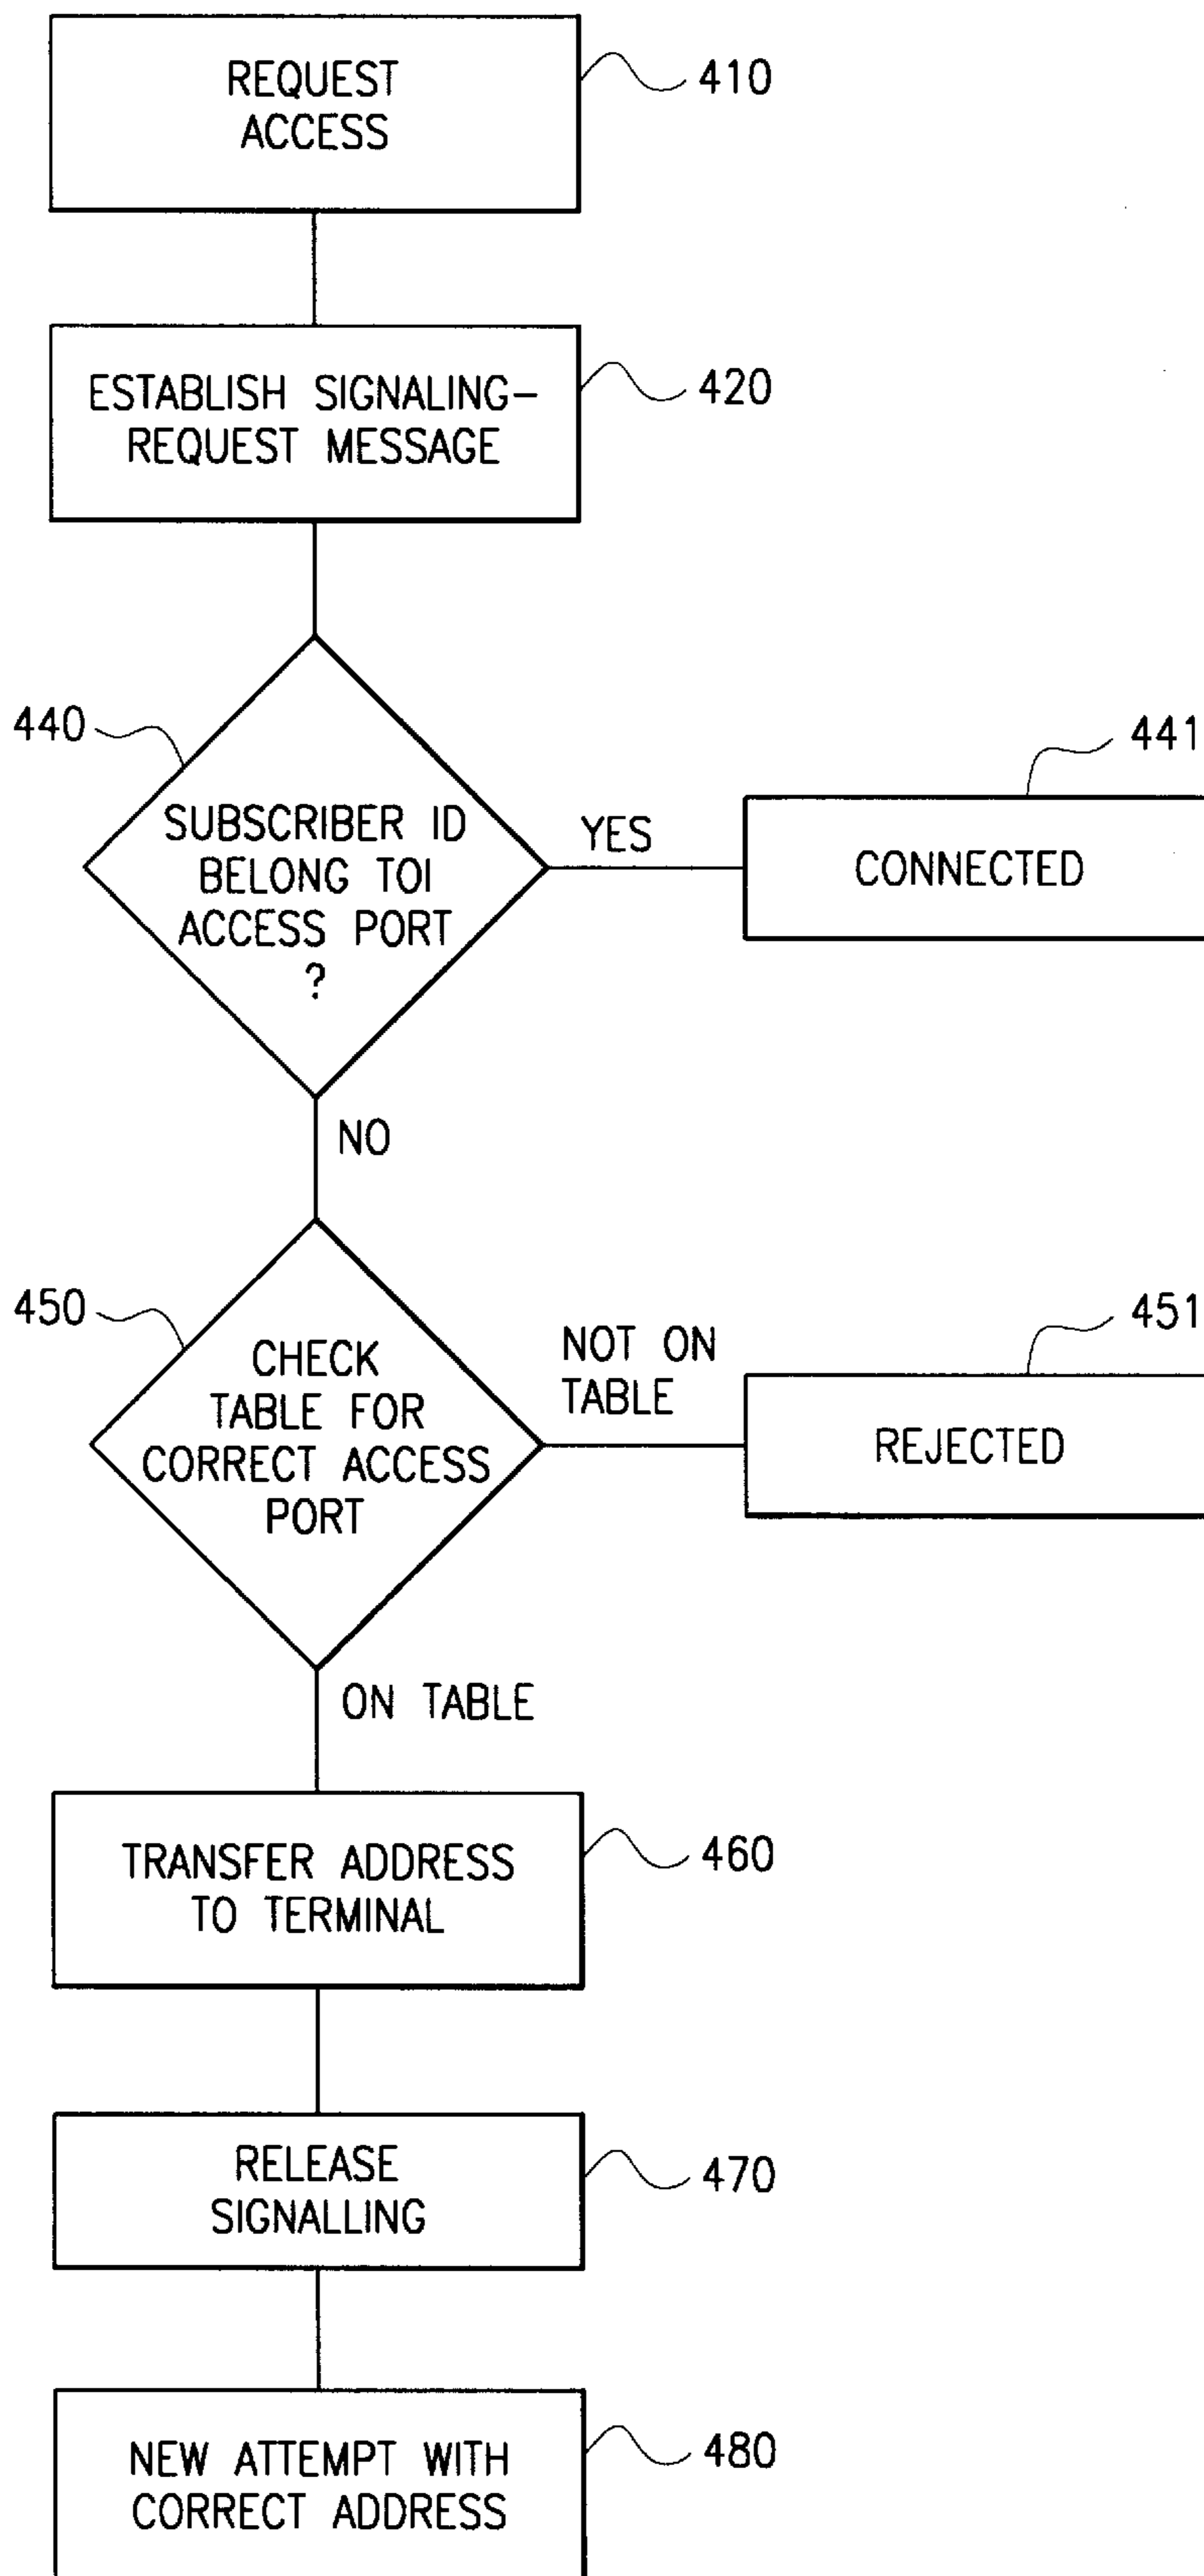 REQUEST
ACCESS
410
ESTABLISH SIGNALING-
REQUEST MESSAGE
420
440
SUBSCRIBER ID
BELONG TOI
ACCESS PORT
?
YES
441
CONNECTED
NO
450
CHECK
TABLE FOR
CORRECT ACCESS
PORT
NOT ON
TABLE
451
REJECTED
ON TABLE
TRANSFER ADDRESS
TO TERMINAL
460
RELEASE
SIGNALLING
470
NEW ATTEMPT WITH
CORRECT ADDRESS
480